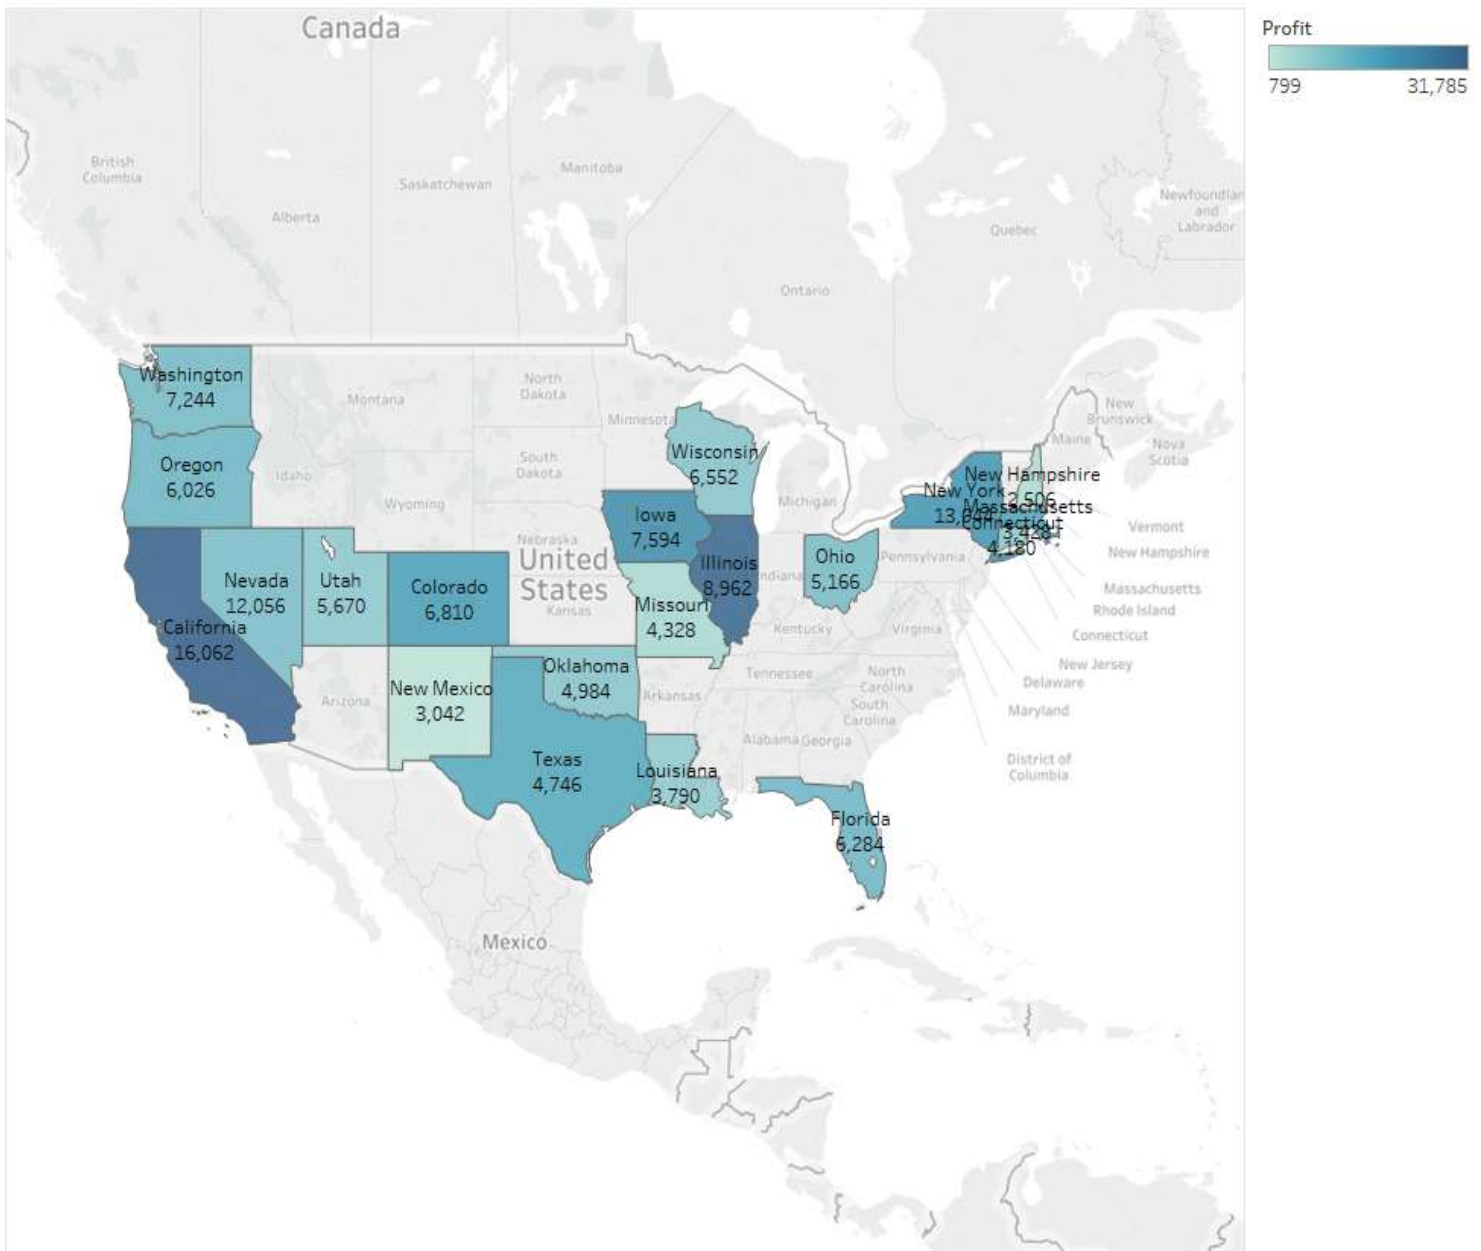 Canada
Profit
799
31,785
British
Columbia
Alberta
Saskatchewan
Manitoba
Ontario
Quebec
Newfoundlan
and
Labrador
New
Brunswick
Nova
Scotia
Maine
Washington
7,244
Montana
North
Dakota
Minnesota
Wisconsin
6,552
Oregon
6,026
Idaho
South
Dakota
Wyoming
Michigan
New Hampshire
2,506
New York
Massachusetts
3,428
Connecticut
4,180
Iowa
7,594
Nebraska
United
States
Kansas
Illinois
8,962
Indiana
Ohio
5,166
Pennsylvania
Nevada
12,056
Utah
5,670
Colorado
6,810
Missouri
4,328
Kentucky
Virginia
California
16,062
Arizona
New Mexico
3,042
Oklahoma
4,984
Arkansas
Tennessee
North
Carolina
South
Carolina
Alabama
Georgia
Texas
4,746
Louisiana
3,790
Florida
6,284
Vermont
New Hampshire
Massachusetts
Rhode Island
Connecticut
New Jersey
Delaware
Maryland
District of
Columbia
Mexico